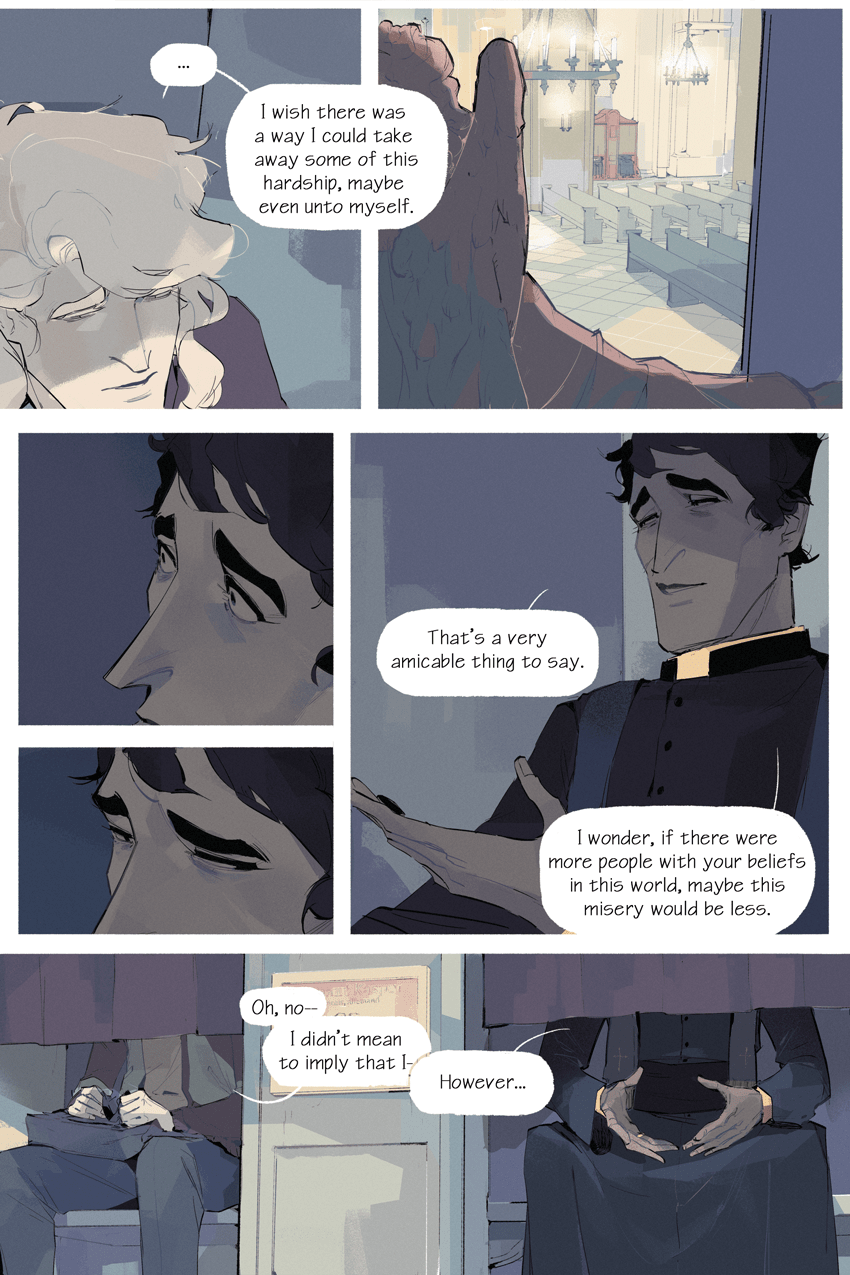 ...
I wish there was
a way I could take
away some of this
hardship, maybe
even unto myself.
That's a very
amicable thing to say.
I wonder, if there were
more people with your beliefs
in this world, maybe this
misery would be less.
Oh, no--
I didn't mean
to imply that I-
However...